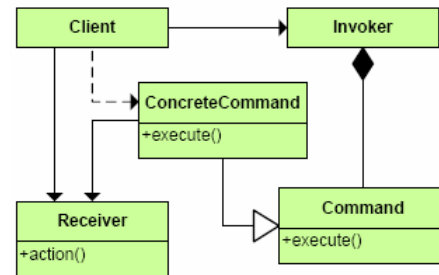 Client
Invoker
ConcreteCommand
+execute()
Receiver
+action()
Command
+execute()